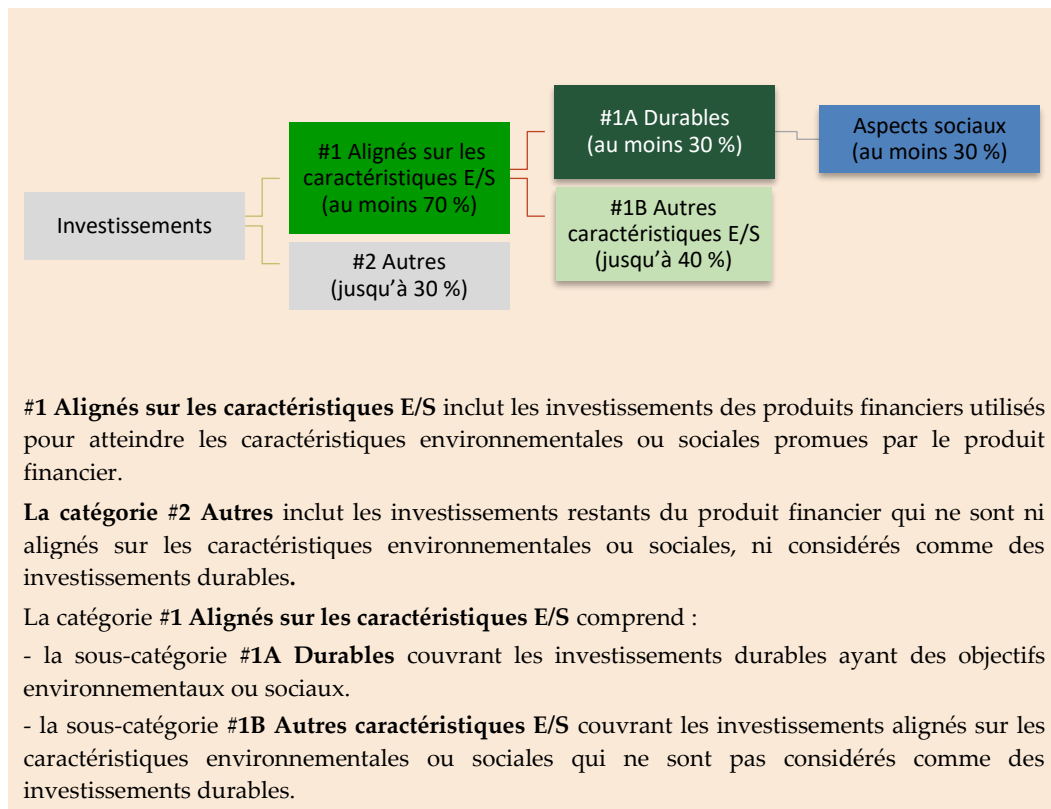 #1A Durables
(au moins 30 %)
Aspects sociaux
(au moins 30 %)
#1 Alignés sur les
caractéristiques E/S
(au moins 70 %)
#1B Autres
caractéristiques E/S
(jusqu’à 40 %)
Investissements
#2 Autres
(jusqu’à 30 %)
#1 Alignés sur les caractéristiques E/S inclut les investissements des produits financiers utilisés
pour atteindre les caractéristiques environnementales ou sociales promues par le produit
financier.
La catégorie #2 Autres inclut les investissements restants du produit financier qui ne sont ni
alignés sur les caractéristiques environnementales ou sociales, ni considérés comme des
investissements durables.
La catégorie #1 Alignés sur les caractéristiques E/S comprend :
- la sous-catégorie #1A Durables couvrant les investissements durables ayant des objectifs
environnementaux ou sociaux.
- la sous-catégorie #1B Autres caractéristiques E/S couvrant les investissements alignés sur les
caractéristiques environnementales ou sociales qui ne sont pas considérés comme des
investissements durables.